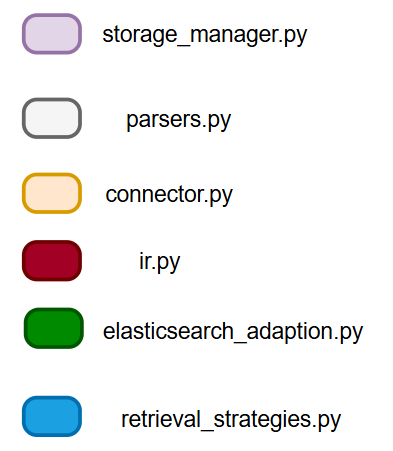 storage_manager.py
parsers.py
connector.py
ir.py
elasticsearch_adaption.py
retrieval_strategies.py